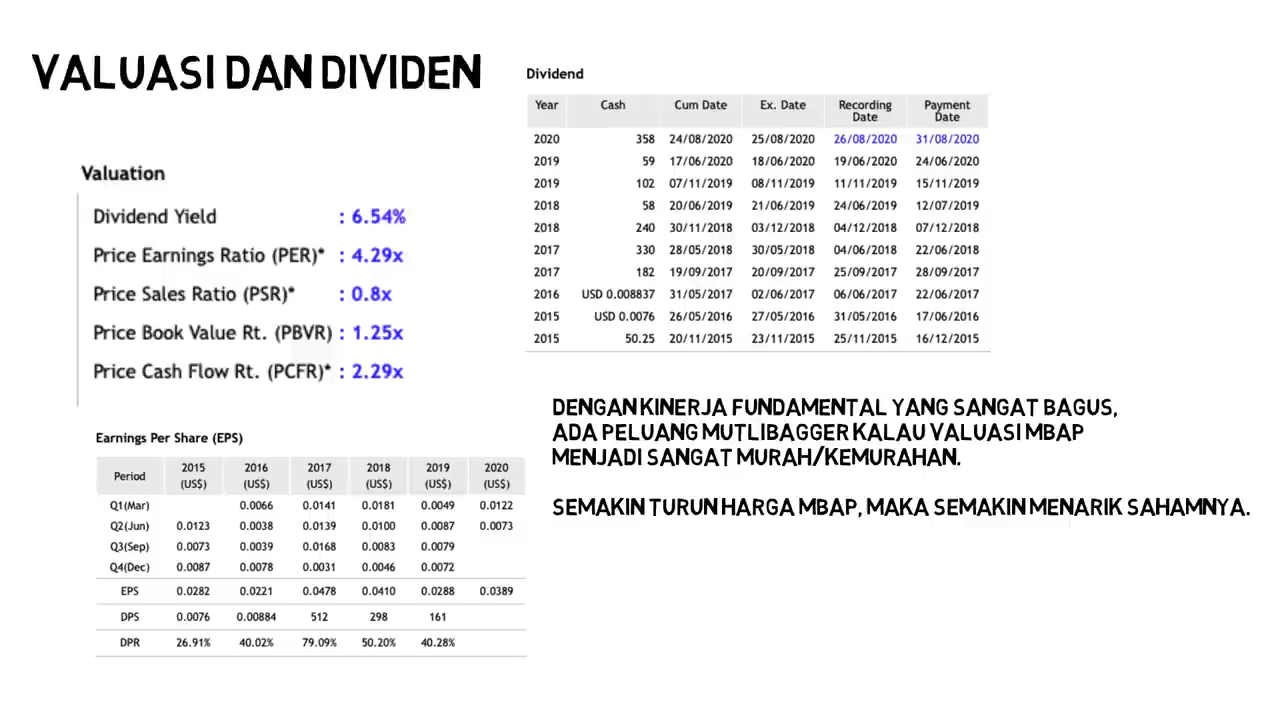 VALUASI DAN DIVIDEN
Valuation
Dividend Yield : 6.54%
Price Earnings Ratio (PER)* : 4.29x
Price Sales Ratio (PSR)* : 0.8x
Price Book Value Rt. (PBVR) : 1.25x
Price Cash Flow Rt. (PCFR)* : 2.29x
Earnings Per Share (EPS)
Period 2015 (US$) 2016 (US$) 2017 (US$) 2018 (US$) 2019 (US$) 2020 (US$)
Q1(Mar) 0.0066 0.0141 0.0181 0.0049 0.0122
Q2(Jun) 0.0123 0.0038 0.0139 0.0100 0.0087 0.0073
Q3(Sep) 0.0073 0.0039 0.0168 0.0083 0.0079
Q4(Dec) 0.0087 0.0078 0.0031 0.0046 0.0072
EPS 0.0282 0.0221 0.0478 0.0410 0.0288 0.0389
DPS 0.0076 0.00884 512 298 161
DPR 26.91% 40.02% 79.09% 50.20% 40.28%
Dividend
Year Cash Cum Date Ex. Date Recording Date Payment Date
2020 358 24/08/2020 25/08/2020 26/08/2020 31/08/2020
2019 59 17/06/2020 18/06/2020 19/06/2020 24/06/2020
2019 102 07/11/2019 08/11/2019 11/11/2019 15/11/2019
2018 58 20/06/2019 21/06/2019 24/06/2019 12/07/2019
2018 240 30/11/2018 03/12/2018 04/12/2018 07/12/2018
2017 330 28/05/2018 30/05/2018 04/06/2018 22/06/2018
2017 182 19/09/2017 20/09/2017 25/09/2017 28/09/2017
2016 USD 0.008837 31/05/2017 02/06/2017 06/06/2017 22/06/2017
2015 USD 0.0076 26/05/2016 27/05/2016 31/05/2016 17/06/2016
2015 50.25 20/11/2015 23/11/2015 25/11/2015 16/12/2015
DENGAN KINERJA FUNDAMENTAL YANG SANGAT BAGUS,
ADA PELUANG MUTLIBAGGER KALAU VALUASI MBAP
MENJADI SANGAT MURAH/KEMURAHAN.
SEMAKIN TURUN HARGA MBAP, MAKA SEMAKIN MENARIK SAHAMNYA.